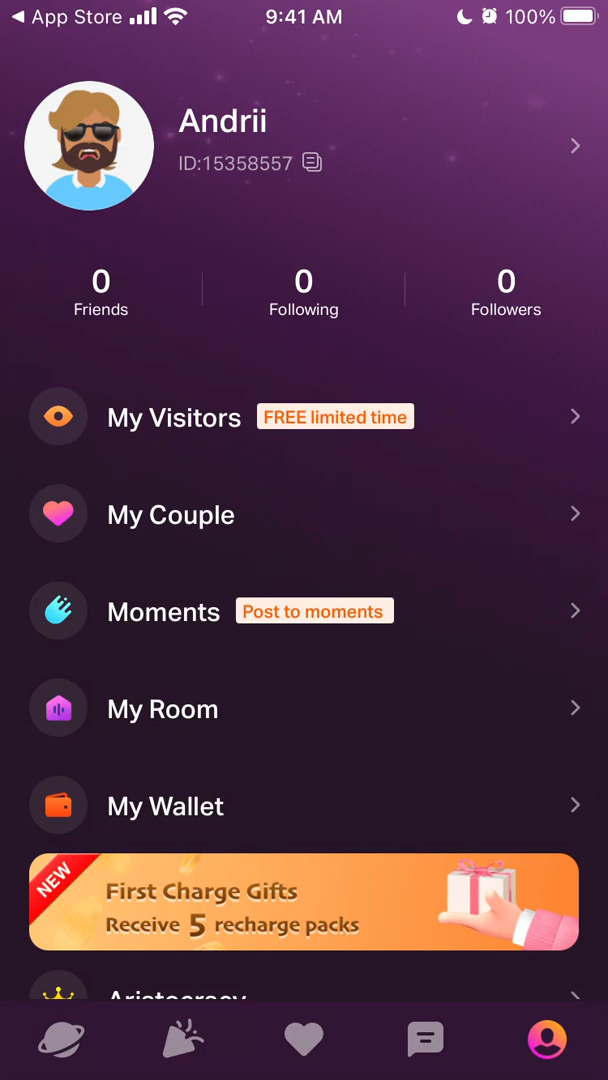 App Store 9:41 AM 100%
Andrii
ID:15358557
0 0 0
Friends Following Followers
My Visitors FREE limited time
My Couple
Moments Post to moments
My Room
My Wallet
NEW
First Charge Gifts
Receive 5 recharge packs
Aristocracy